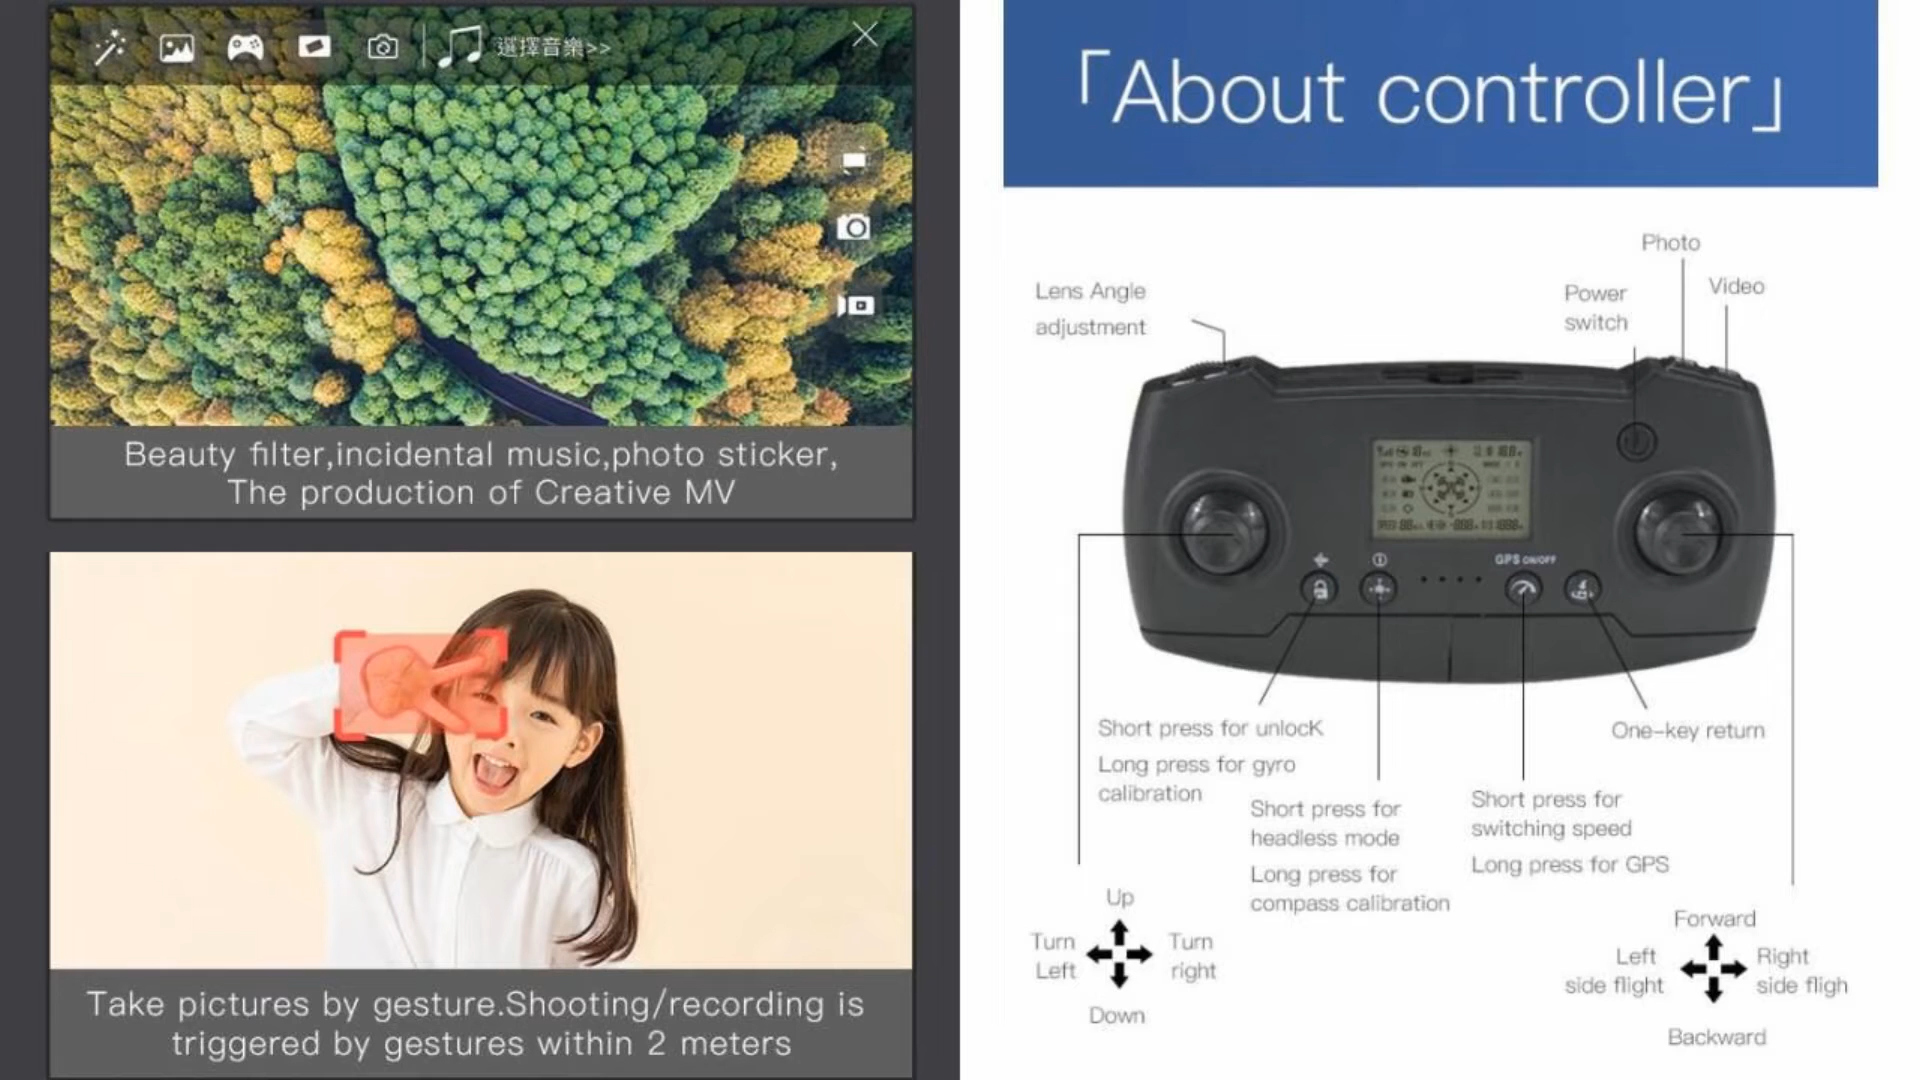 選擇音樂>>
Beauty filter,incidental music,photo sticker,
The production of Creative MV
Take pictures by gesture.Shooting/recording is
triggered by gestures within 2 meters
「About controller」
Photo
Video
Power
switch
Lens Angle
adjustment
GPS ON/OFF
Short press for unlocK
Long press for gyro
calibration
Short press for
headless mode
Long press for
compass calibration
Short press for
switching speed
Long press for GPS
One-key return
Up
Turn
Left
Turn
right
Down
Forward
Left
side flight
Right
side fligh
Backward